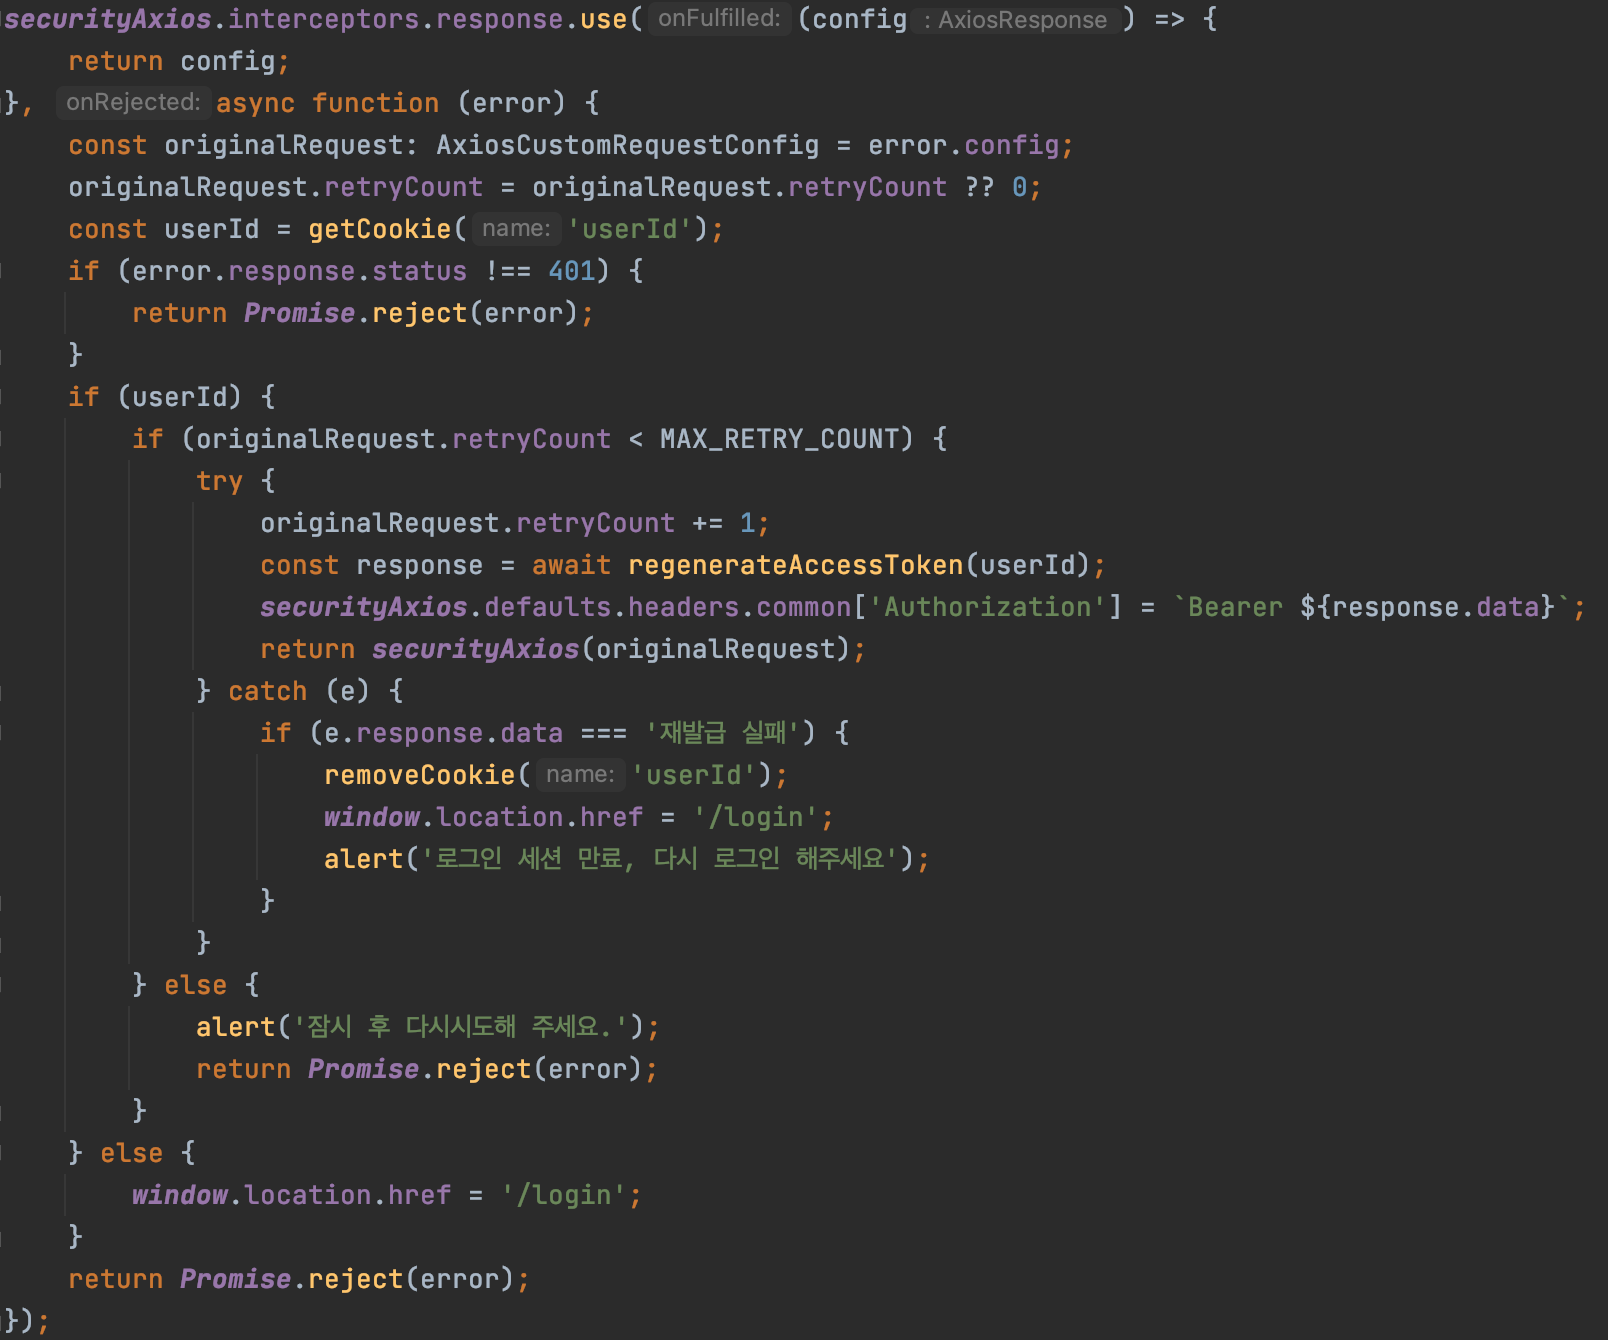 securityAxios.interceptors.response.use( onFulfilled: (config : AxiosResponse ) => {
    return config;
}, onRejected: async function (error) {
    const originalRequest: AxiosCustomRequestConfig = error.config;
    originalRequest.retryCount = originalRequest.retryCount ?? 0;
    const userId = getCookie( name: 'userId');
    if (error.response.status !== 401) {
        return Promise.reject(error);
    }
    if (userId) {
        if (originalRequest.retryCount < MAX_RETRY_COUNT) {
            try {
                originalRequest.retryCount += 1;
                const response = await regenerateAccessToken(userId);
                securityAxios.defaults.headers.common['Authorization'] = `Bearer ${response.data}`;
                return securityAxios(originalRequest);
            } catch (e) {
                if (e.response.data === '재발급 실패') {
                    removeCookie( name: 'userId');
                    window.location.href = '/login';
                    alert('로그인 세션 만료, 다시 로그인 해주세요');
                }
            }
        } else {
            alert('잠시 후 다시시도해 주세요.');
            return Promise.reject(error);
        }
    } else {
        window.location.href = '/login';
    }
    return Promise.reject(error);
});